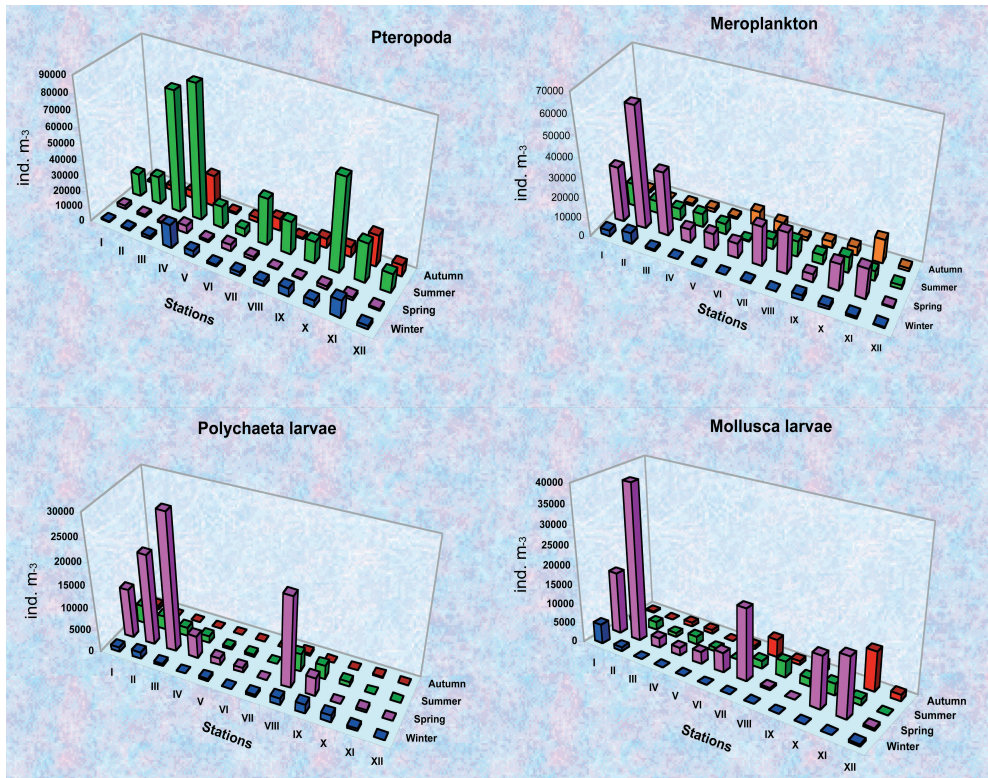 Pteropoda
90000
80000
70000
60000
50000
40000
30000
20000
10000
0
ind. m-3
I
II
III
IV
V
VI
VII
VIII
IX
X
XI
XII
Stations
Autumn
Summer
Spring
Winter
Meroplankton
70000
60000
50000
40000
30000
20000
10000
0
ind. m-3
I
II
III
IV
V
VI
VII
VIII
IX
X
XI
XII
Stations
Autumn
Summer
Spring
Winter
Polychaeta larvae
30000
25000
20000
15000
10000
5000
0
ind. m-3
I
II
III
IV
V
VI
VII
VIII
IX
X
XI
XII
Stations
Autumn
Summer
Spring
Winter
Mollusca larvae
40000
35000
30000
25000
20000
15000
10000
5000
0
ind. m-3
I
II
III
IV
V
VI
VII
VIII
IX
X
XI
XII
Stations
Autumn
Summer
Spring
Winter